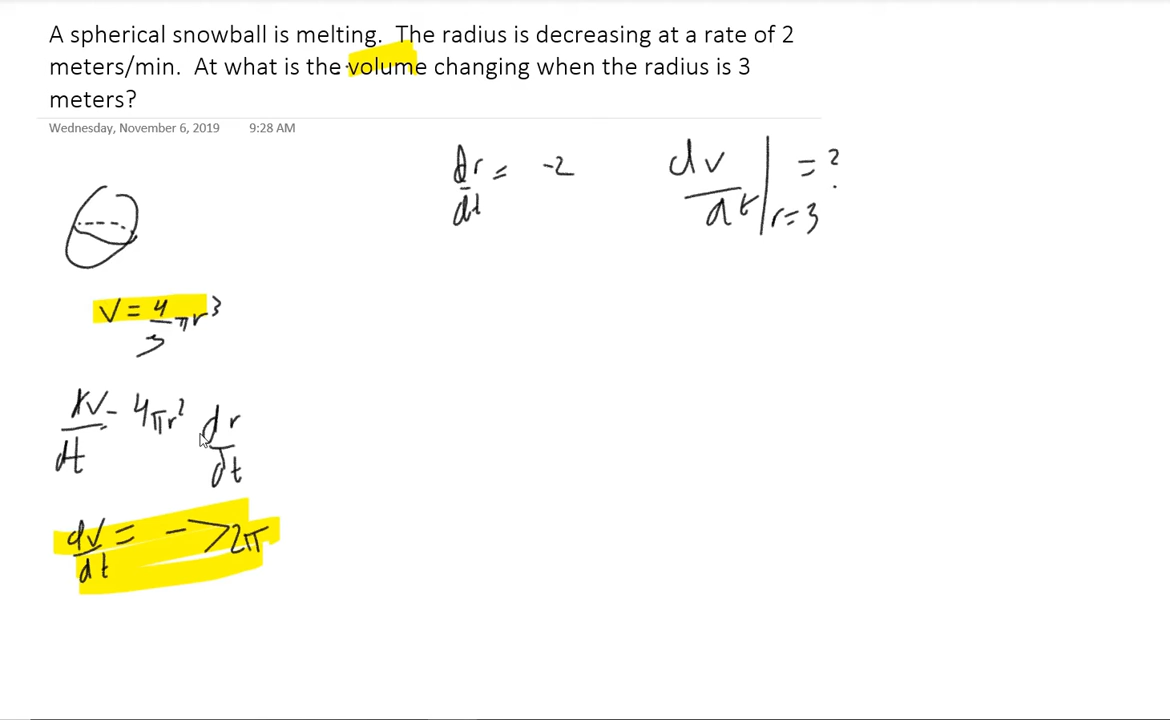 A spherical snowball is melting. The radius is decreasing at a rate of 2
meters/min. At what is the volume changing when the radius is 3
meters?
Wednesday, November 6, 2019 9:28 AM
dr/dt = -2 dv/dt | r=3 = ?
V = 4/3 πr³
dV/dt = 4πr² dr/dt
dV/dt = -72π